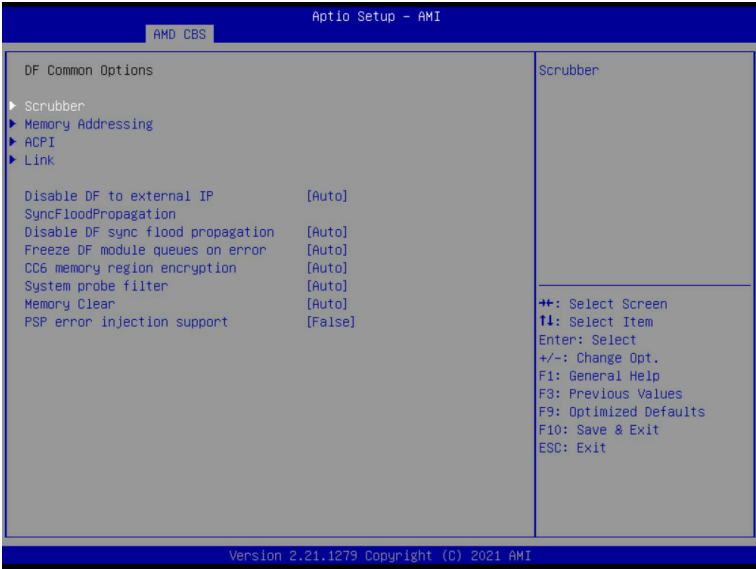 Aptio Setup – AMI
AMD CBS
DF Common Options
Scrubber
Memory Addressing
ACPI
Link
Disable DF to external IP [Auto]
SyncFloodPropagation
Disable DF sync flood propagation [Auto]
Freeze DF module queues on error [Auto]
CC6 memory region encryption [Auto]
System probe filter [Auto]
Memory Clear [Auto]
PSP error injection support [False]
Scrubber
→←: Select Screen
↑↓: Select Item
Enter: Select
+/-: Change Opt.
F1: General Help
F3: Previous Values
F9: Optimized Defaults
F10: Save & Exit
ESC: Exit
Version 2.21.1279 Copyright (C) 2021 AMI